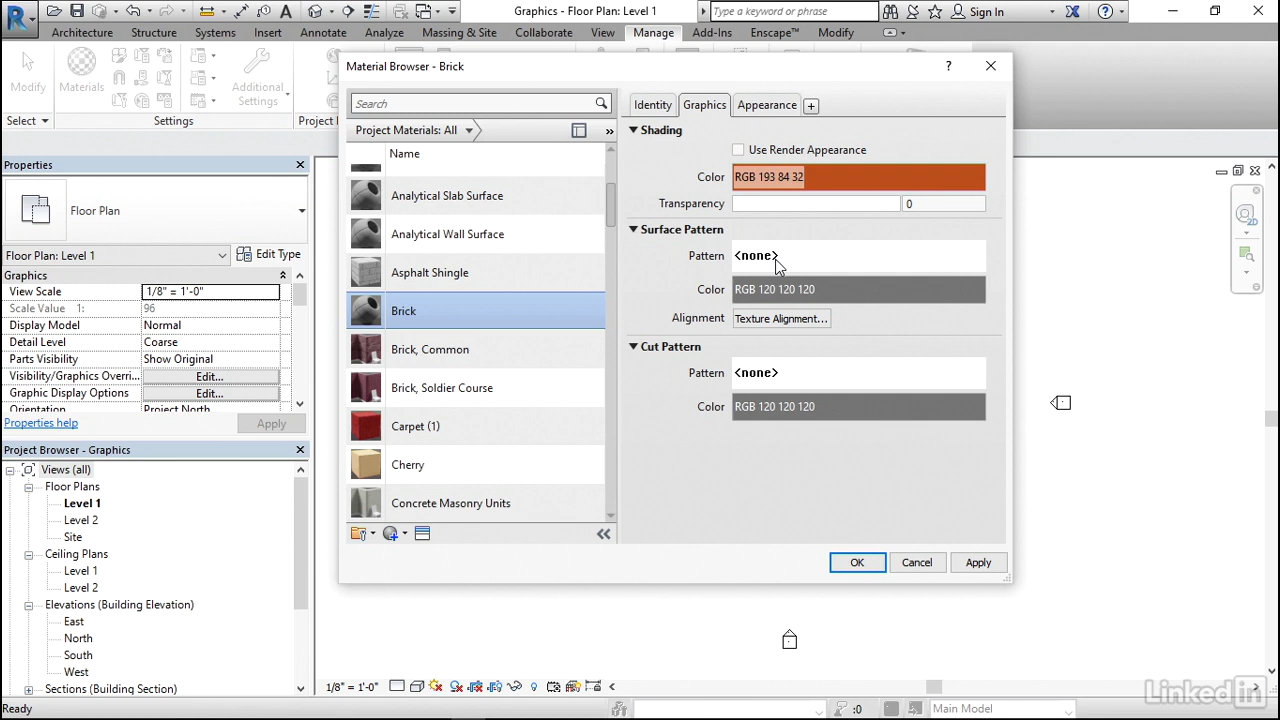 Graphics - Floor Plan: Level 1
Type a keyword or phrase
Sign In
Architecture Structure Systems Insert Annotate Analyze Massing & Site Collaborate View Manage Add-Ins Enscape™ Modify
Modify
Materials
Additional
Settings
Select
Settings
Project
Properties
Floor Plan
Floor Plan: Level 1
Edit Type
Graphics
View Scale 1/8" = 1'-0"
Scale Value 1: 96
Display Model Normal
Detail Level Coarse
Parts Visibility Show Original
Visibility/Graphics Overri... Edit...
Graphic Display Options Edit...
Orientation Project North
Properties help
Apply
Project Browser - Graphics
Views (all)
Floor Plans
Level 1
Level 2
Site
Ceiling Plans
Level 1
Level 2
Elevations (Building Elevation)
East
North
South
West
Sections (Building Section)
Ready
Material Browser - Brick
?
Search
Project Materials: All
Name
Analytical Slab Surface
Analytical Wall Surface
Asphalt Shingle
Brick
Brick, Common
Brick, Soldier Course
Carpet (1)
Cherry
Concrete Masonry Units
Identity Graphics Appearance
Shading
Use Render Appearance
Color RGB 193 84 32
Transparency 0
Surface Pattern
Pattern <none>
Color RGB 120 120 120
Alignment Texture Alignment...
Cut Pattern
Pattern <none>
Color RGB 120 120 120
OK Cancel Apply
1/8" = 1'-0"
:0
Main Model
Linked in